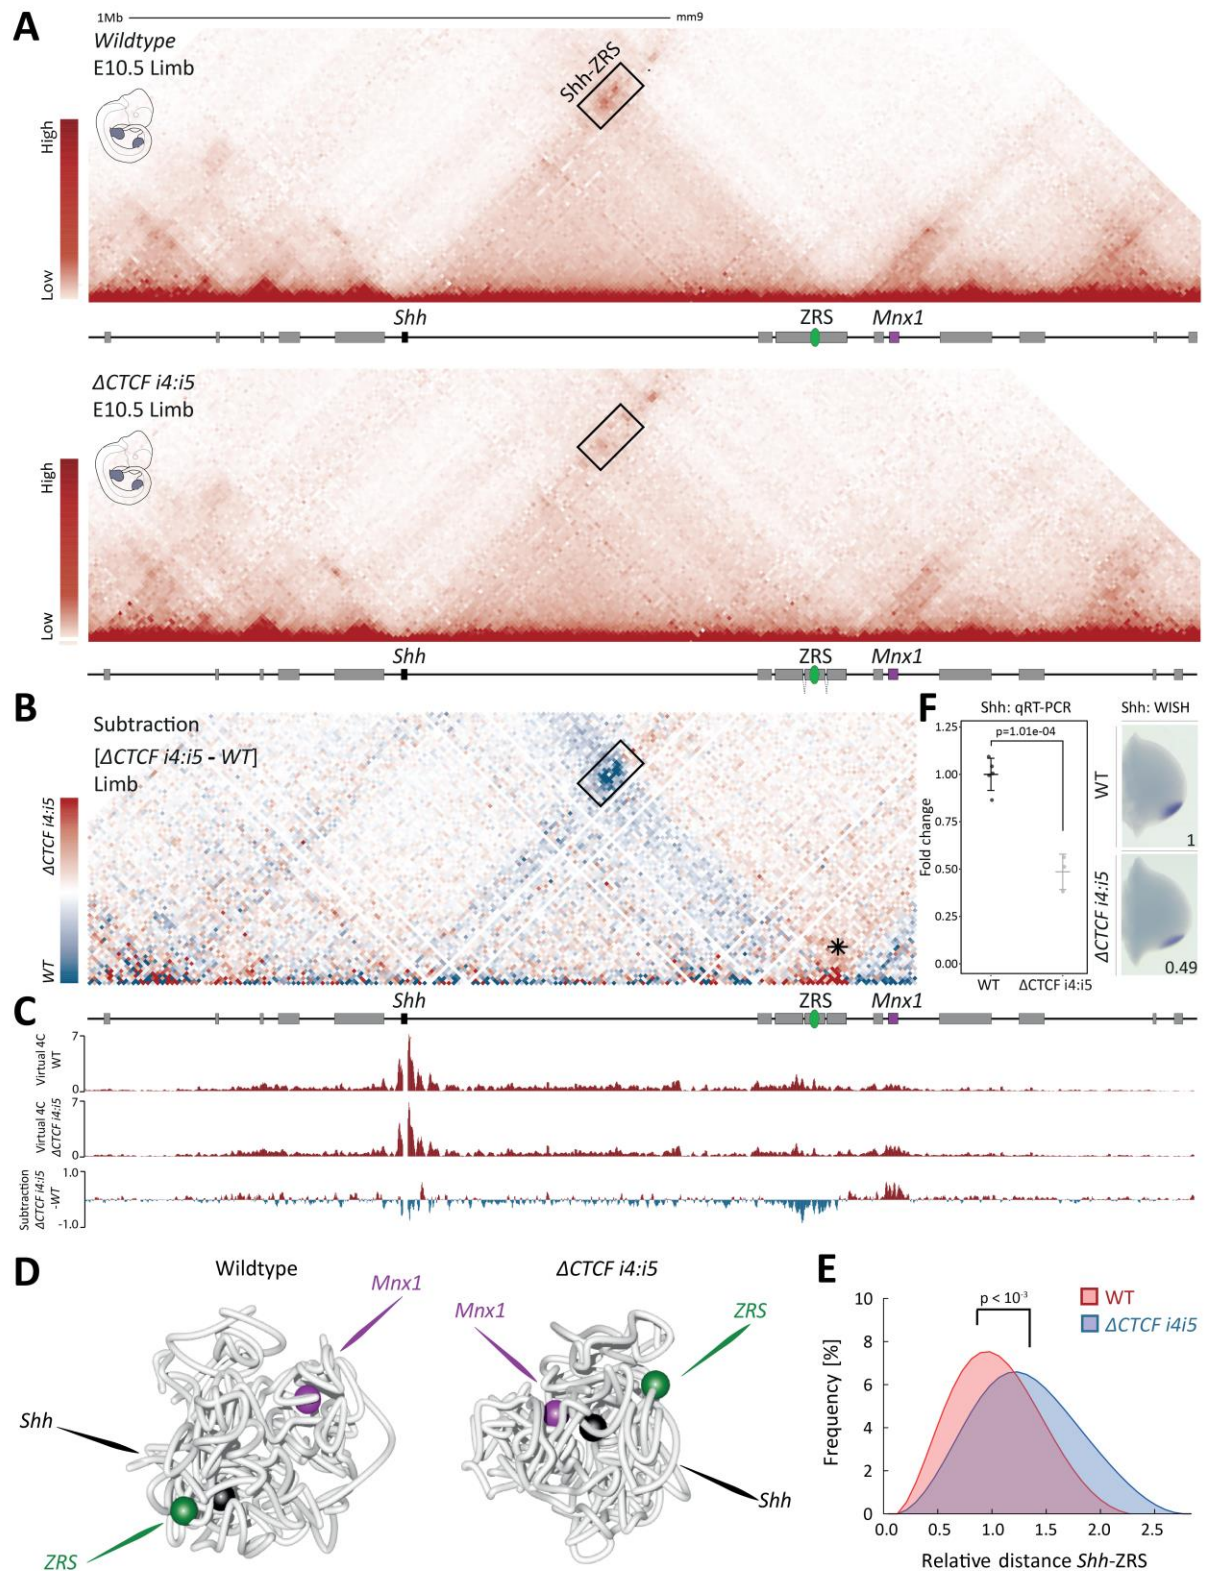 A
1Mb
mm9
Wildtype
E10.5 Limb
Shh-ZRS
High
Low
Shh
ZRS
Mnx1
ΔCTCF i4:i5
E10.5 Limb
High
Low
Shh
ZRS
Mnx1
B
Subtraction
[ΔCTCF i4:i5 - WT]
Limb
ΔCTCF i4:i5
WT
*
F
Shh: qRT-PCR
Shh: WISH
p=1.01e-04
1.25
1.00
0.75
0.50
0.25
0.00
Fold change
WT
ΔCTCF i4:i5
WT
1
ΔCTCF i4:i5
0.49
C
Shh
ZRS
Mnx1
Virtual 4C
WT
7
0
Virtual 4C
ΔCTCF i4:i5
7
0
Subtraction
ΔCTCF i4:i5
-WT
1.0
-1.0
D
Wildtype
Mnx1
Shh
ZRS
ΔCTCF i4:i5
Mnx1
ZRS
Shh
E
p < 10⁻³
WT
ΔCTCF i4i5
Frequency [%]
10
8
6
4
2
0
0.0 0.5 1.0 1.5 2.0 2.5
Relative distance Shh-ZRS